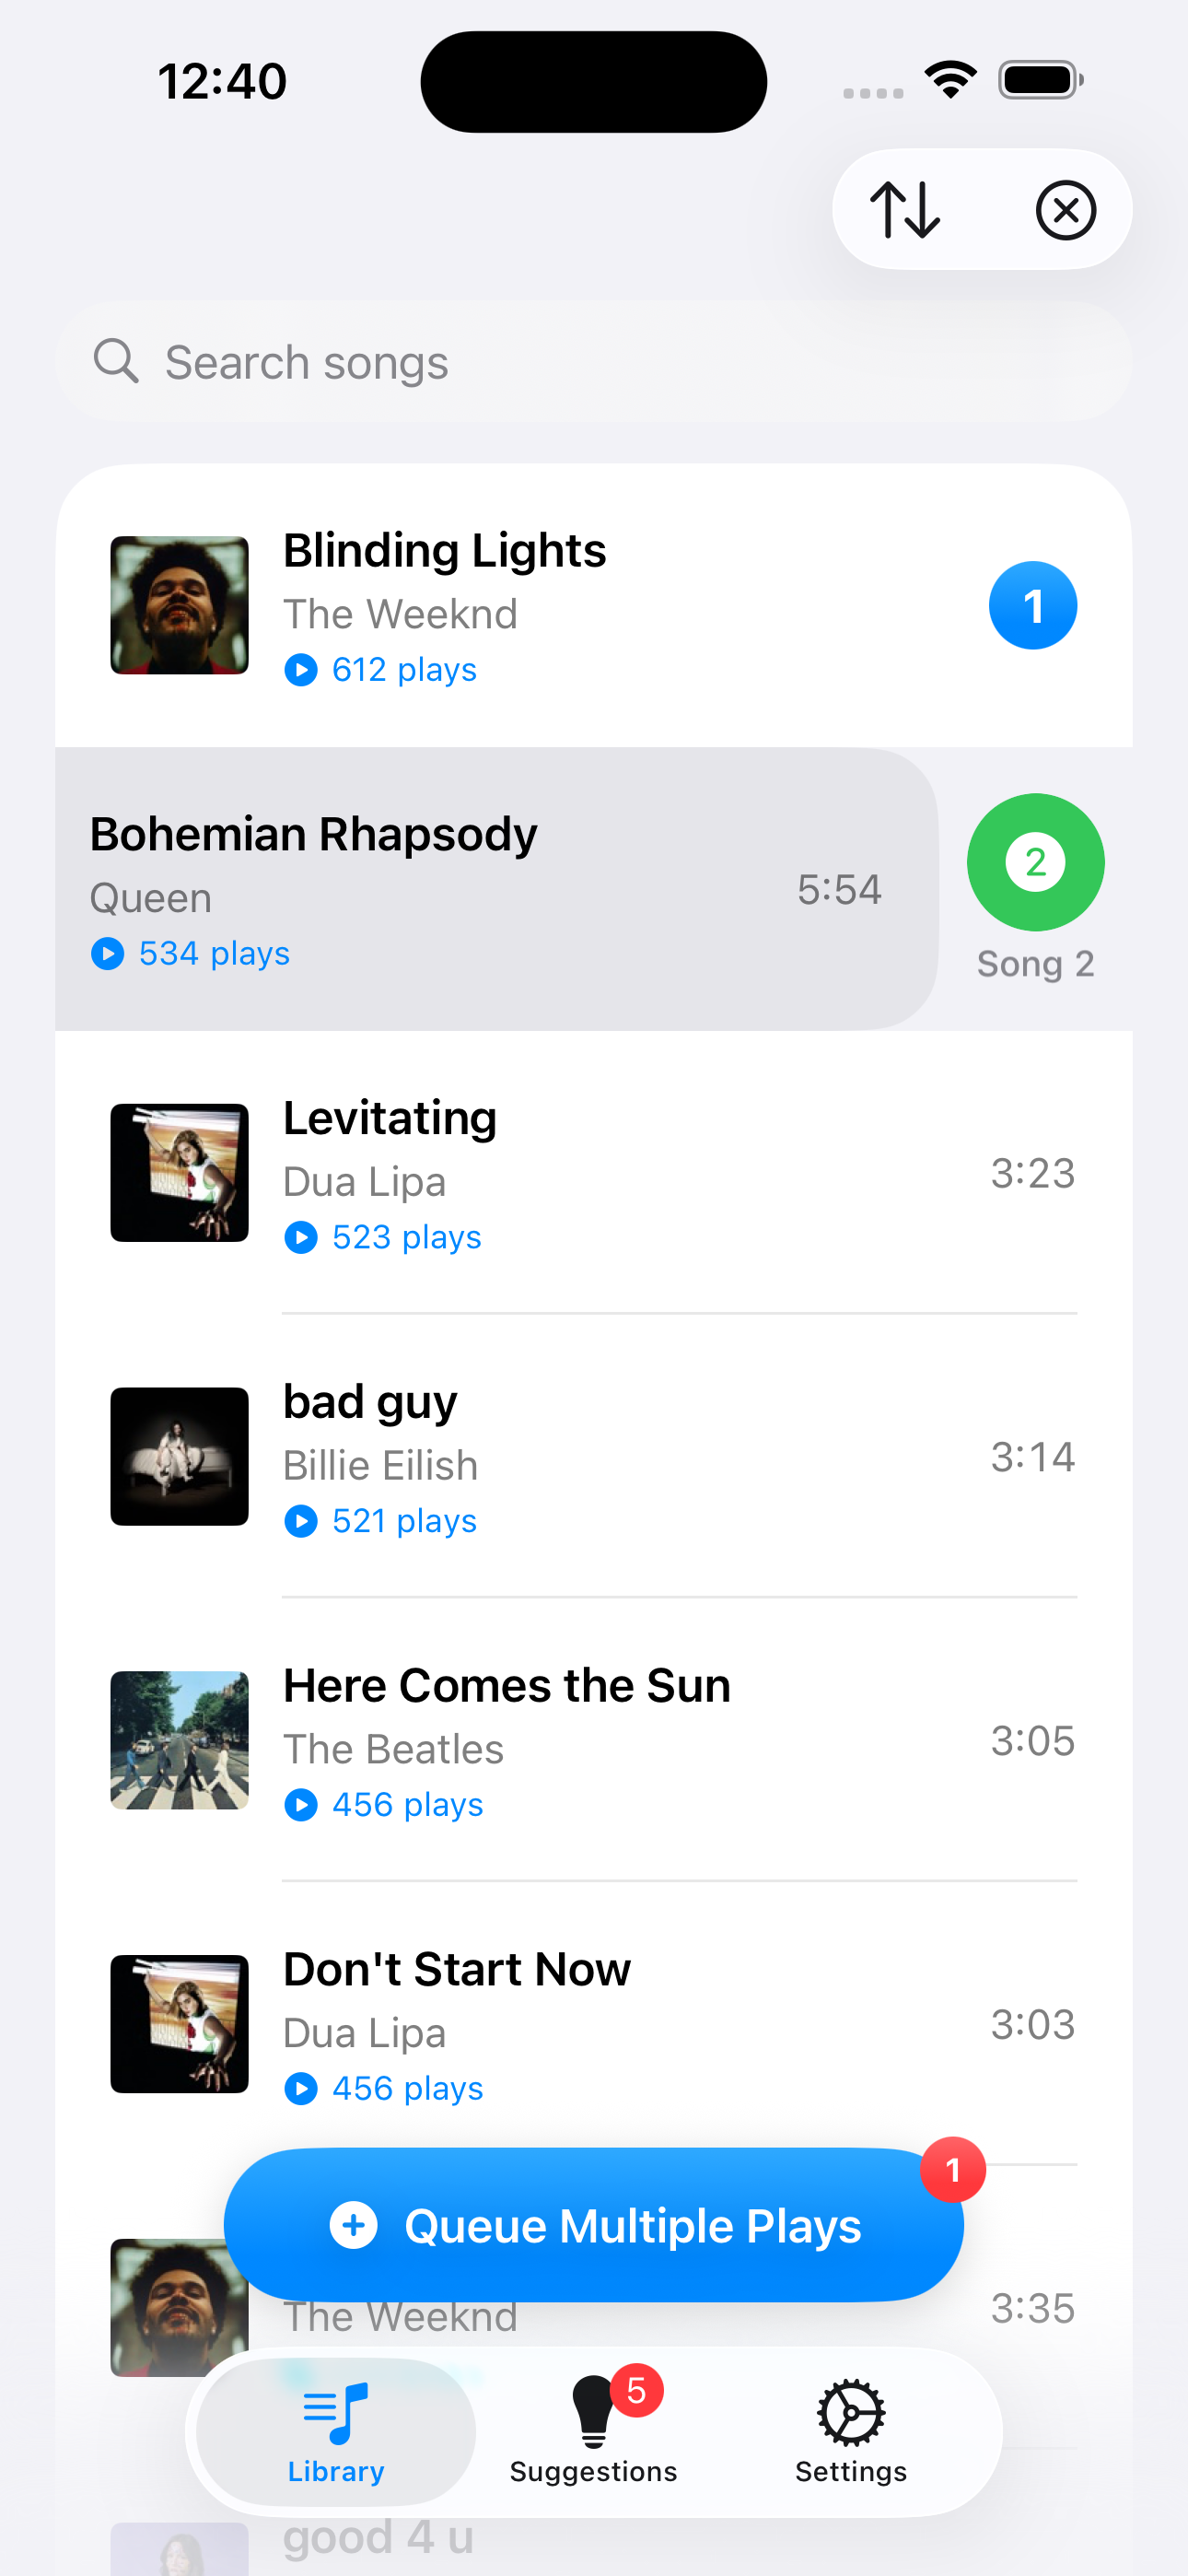 12:40
Search songs
Blinding Lights
The Weeknd
612 plays
1
Bohemian Rhapsody
Queen
534 plays
5:54
2
Song 2
Levitating
Dua Lipa
523 plays
3:23
bad guy
Billie Eilish
521 plays
3:14
Here Comes the Sun
The Beatles
456 plays
3:05
Don't Start Now
Dua Lipa
456 plays
3:03
1
Queue Multiple Plays
The Weeknd
3:35
5
Library
Suggestions
Settings
good 4 u